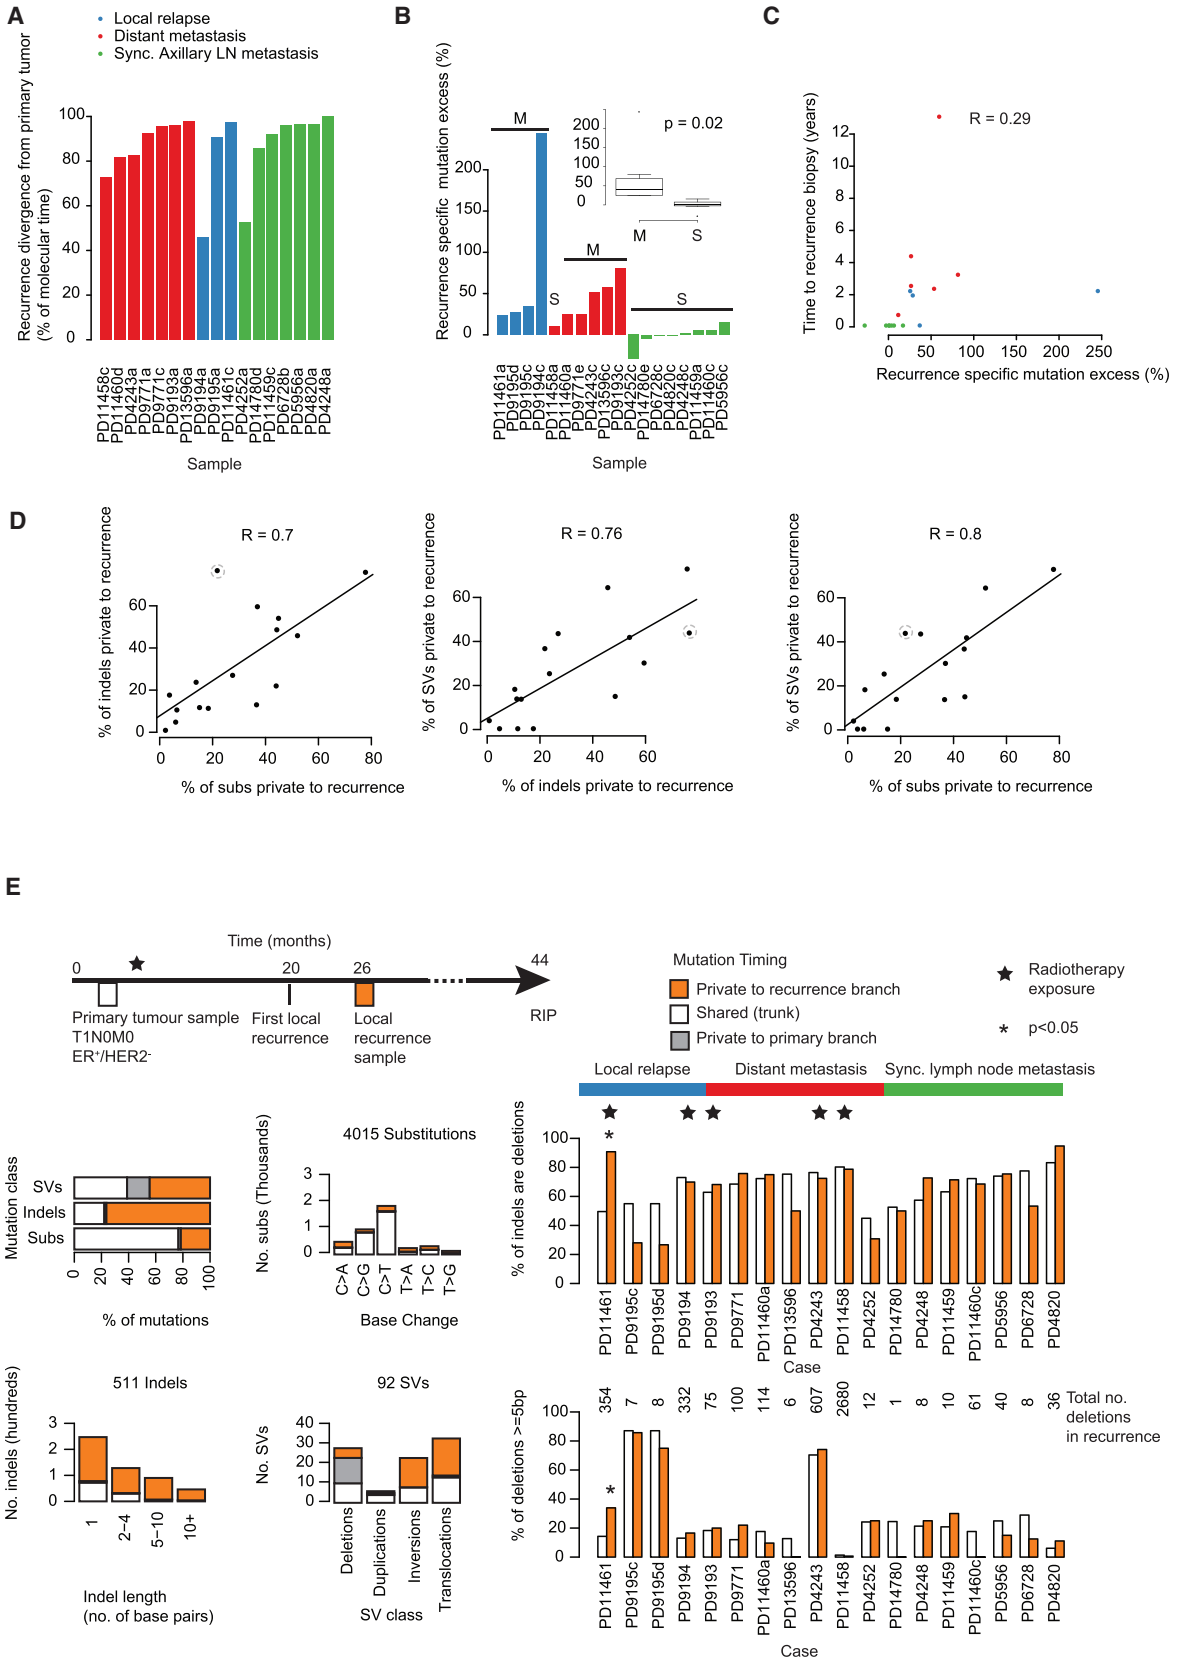 A
Local relapse
Distant metastasis
Sync. Axillary LN metastasis
Recurrence divergence from primary tumor
(% of molecular time)
100
80
60
40
20
0
PD11458c
PD11460d
PD4243a
PD9771a
PD9771c
PD9193a
PD13596a
PD9194a
PD9195a
PD11461c
PD4252a
PD14780d
PD11459c
PD6728b
PD5956a
PD4820a
PD4248a
Sample
B
Recurrence specific mutation excess (%)
200
150
100
50
0
M
S
M
S
200
150
100
50
0
p = 0.02
M
S
PD11461a
PD9195d
PD9195c
PD9194c
PD11458a
PD11460a
PD9771e
PD4243c
PD13596c
PD9193c
PD4252c
PD14780e
PD6728c
PD4820c
PD4248c
PD11459a
PD11460c
PD5956c
Sample
C
Time to recurrence biopsy (years)
12
10
8
6
4
2
0
R = 0.29
0
50
100
150
200
250
Recurrence specific mutation excess (%)
D
% of indels private to recurrence
R = 0.7
60
40
20
0
0
20
40
60
80
% of subs private to recurrence
% of SVs private to recurrence
R = 0.76
60
40
20
0
0
20
40
60
% of indels private to recurrence
% of SVs private to recurrence
R = 0.8
60
40
20
0
0
20
40
60
80
% of subs private to recurrence
E
Time (months)
0
20
26
44
Primary tumour sample
T1N0M0
ER+/HER2-
First local
recurrence
Local
recurrence
sample
RIP
Mutation Timing
Private to recurrence branch
Shared (trunk)
Private to primary branch
Radiotherapy
exposure
*
p<0.05
Mutation class
SVs
Indels
Subs
0
20
40
60
80
100
% of mutations
No. subs (Thousands)
4015 Substitutions
3
2
1
0
C>A
C>G
C>T
T>A
T>C
T>G
Base Change
No. indels (hundreds)
511 Indels
3
2
1
0
1
2–4
5–10
10+
Indel length
(no. of base pairs)
No. SVs
92 SVs
40
30
20
10
0
Deletions
Duplications
Inversions
Translocations
SV class
Local relapse
Distant metastasis
Sync. lymph node metastasis
% of indels are deletions
100
80
60
40
20
0
*
PD11461
PD9195c
PD9195d
PD9194
PD9193
PD9771
PD11460a
PD13596
PD4243
PD11458
PD4252
PD14780
PD4248
PD11459
PD11460c
PD5956
PD6728
PD4820
Case
354
7
8
332
75
100
114
6
607
2680
12
1
8
10
61
40
8
36
Total no.
deletions
in recurrence
% of deletions >=5bp
100
80
60
40
20
0
*
PD11461
PD9195c
PD9195d
PD9194
PD9193
PD9771
PD11460a
PD13596
PD4243
PD11458
PD4252
PD14780
PD4248
PD11459
PD11460c
PD5956
PD6728
PD4820
Case